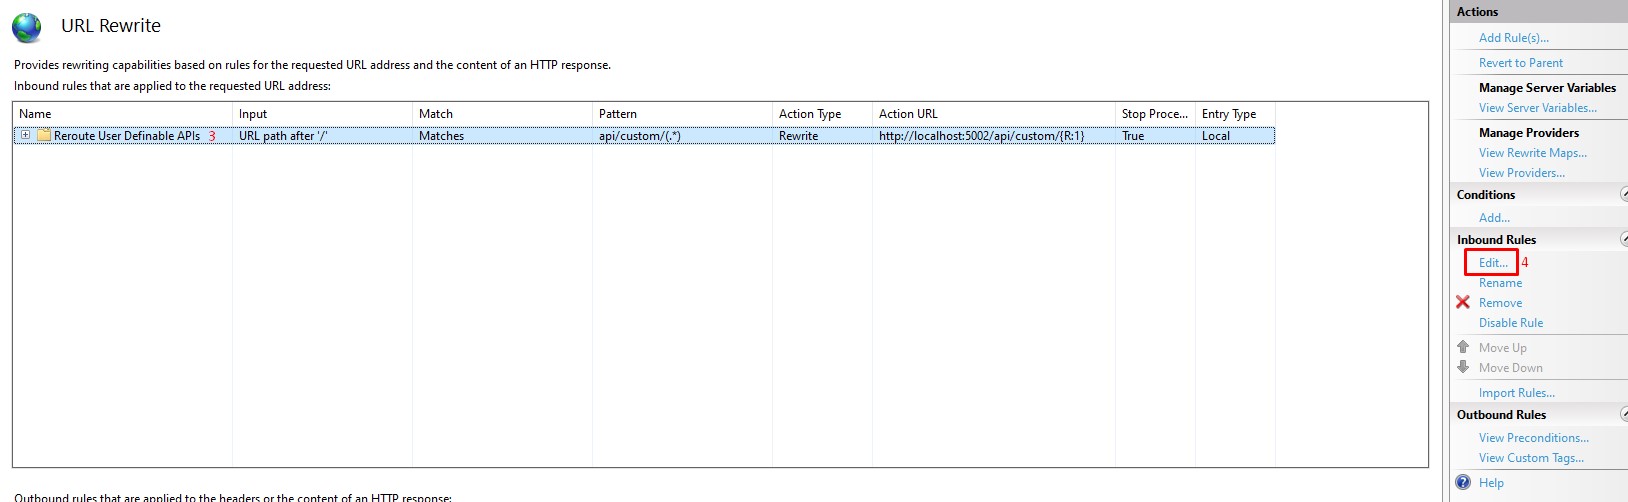 URL Rewrite
Provides rewriting capabilities based on rules for the requested URL address and the content of an HTTP response.
Inbound rules that are applied to the requested URL address:
Name Input Match Pattern Action Type Action URL Stop Proce... Entry Type
Reroute User Definable APIs 3 URL path after '/' Matches api/custom/(.*) Rewrite http://localhost:5002/api/custom/{R:1} True Local
Outbound rules that are applied to the headers or the content of an HTTP response:
Actions
Add Rule(s)...
Revert to Parent
Manage Server Variables
View Server Variables...
Manage Providers
View Rewrite Maps...
View Providers...
Conditions
Add...
Inbound Rules
Edit... 4
Rename
Remove
Disable Rule
Move Up
Move Down
Import Rules...
Outbound Rules
View Preconditions...
View Custom Tags...
Help